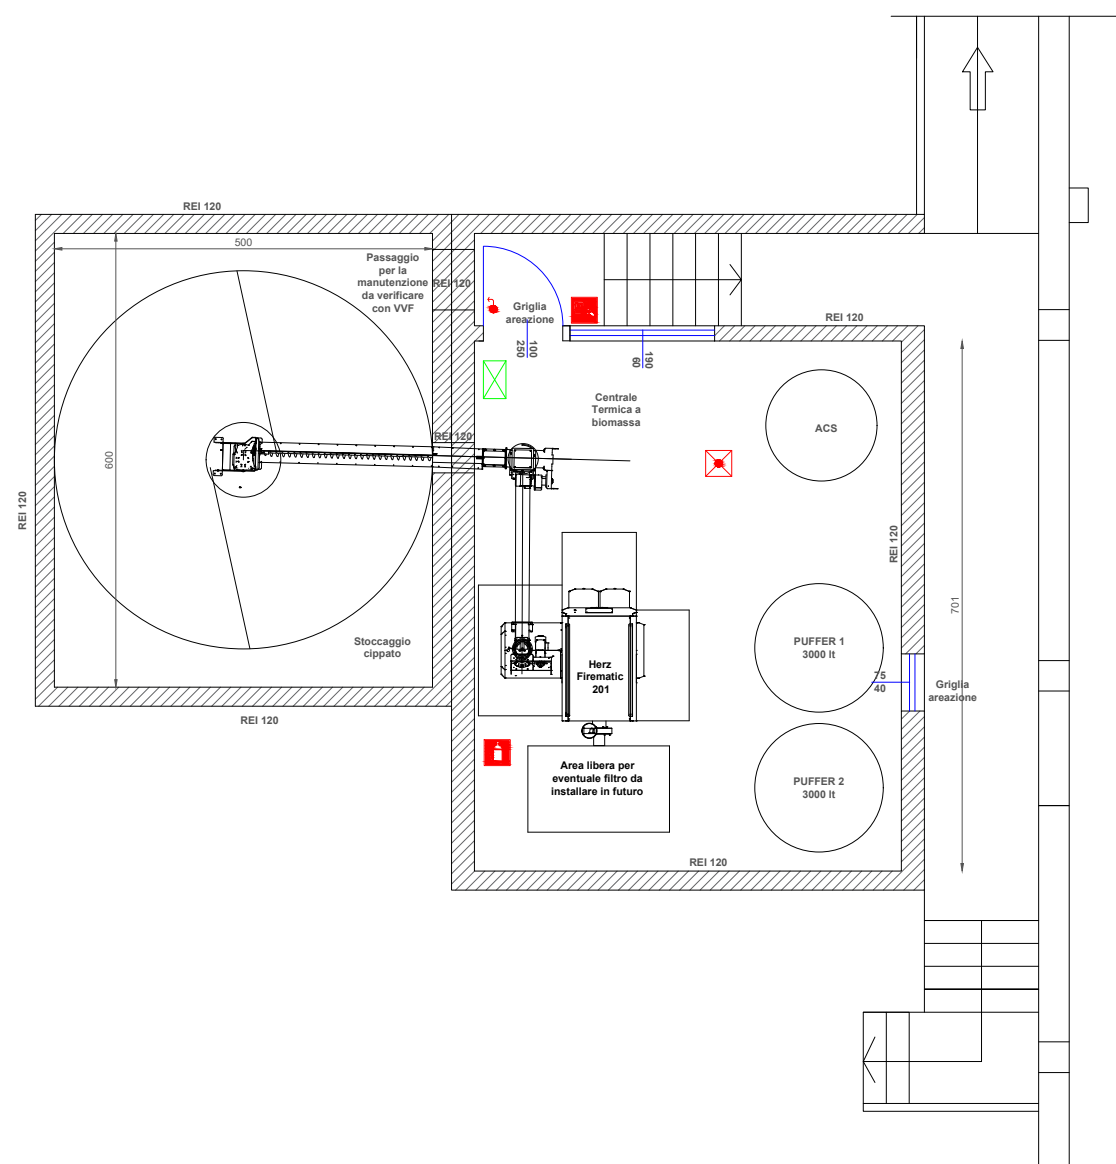 REI 120
500
Passaggio
per la
manutenzione
da verificare
con VVF
REI 120
Griglia
areazione
100
250
190
60
REI 120
Centrale
Termica a
biomassa
ACS
REI 120
600
REI 120
REI 120
701
Stoccaggio
cippato
REI 120
Herz
Firematic
201
PUFFER 1
3000 lt
75
40
Griglia
areazione
Area libera per
eventuale filtro da
installare in futuro
PUFFER 2
3000 lt
REI 120